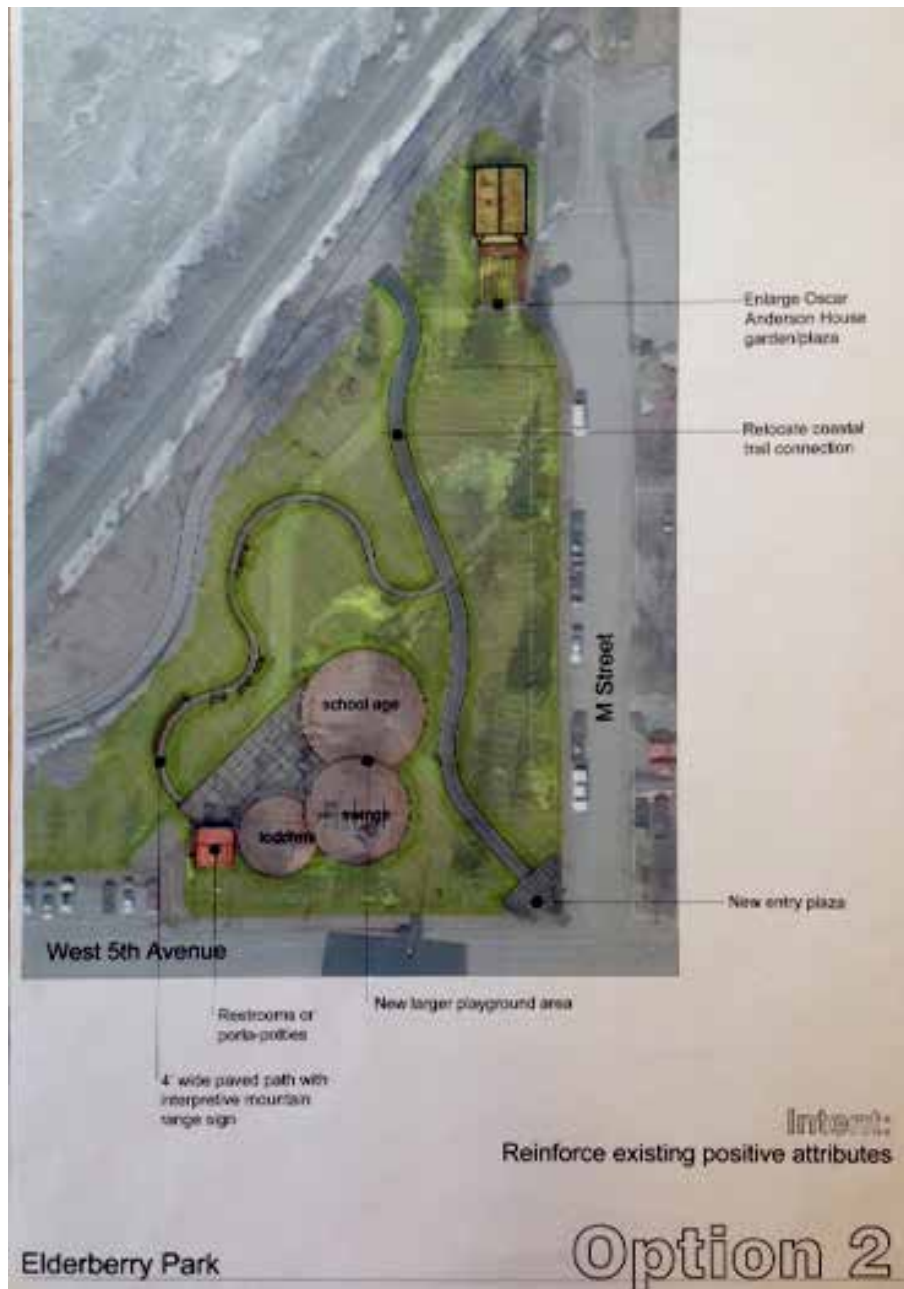 Enlarge Oscar
Anderson House
garden/plaza
Relocate coastal
trail connection
school age
swings
toddlers
M Street
New entry plaza
West 5th Avenue
New larger playground area
Restrooms or
porta-potties
4' wide paved path with
interpretive mountain
range sign
Intent:
Reinforce existing positive attributes
Elderberry Park
Option 2